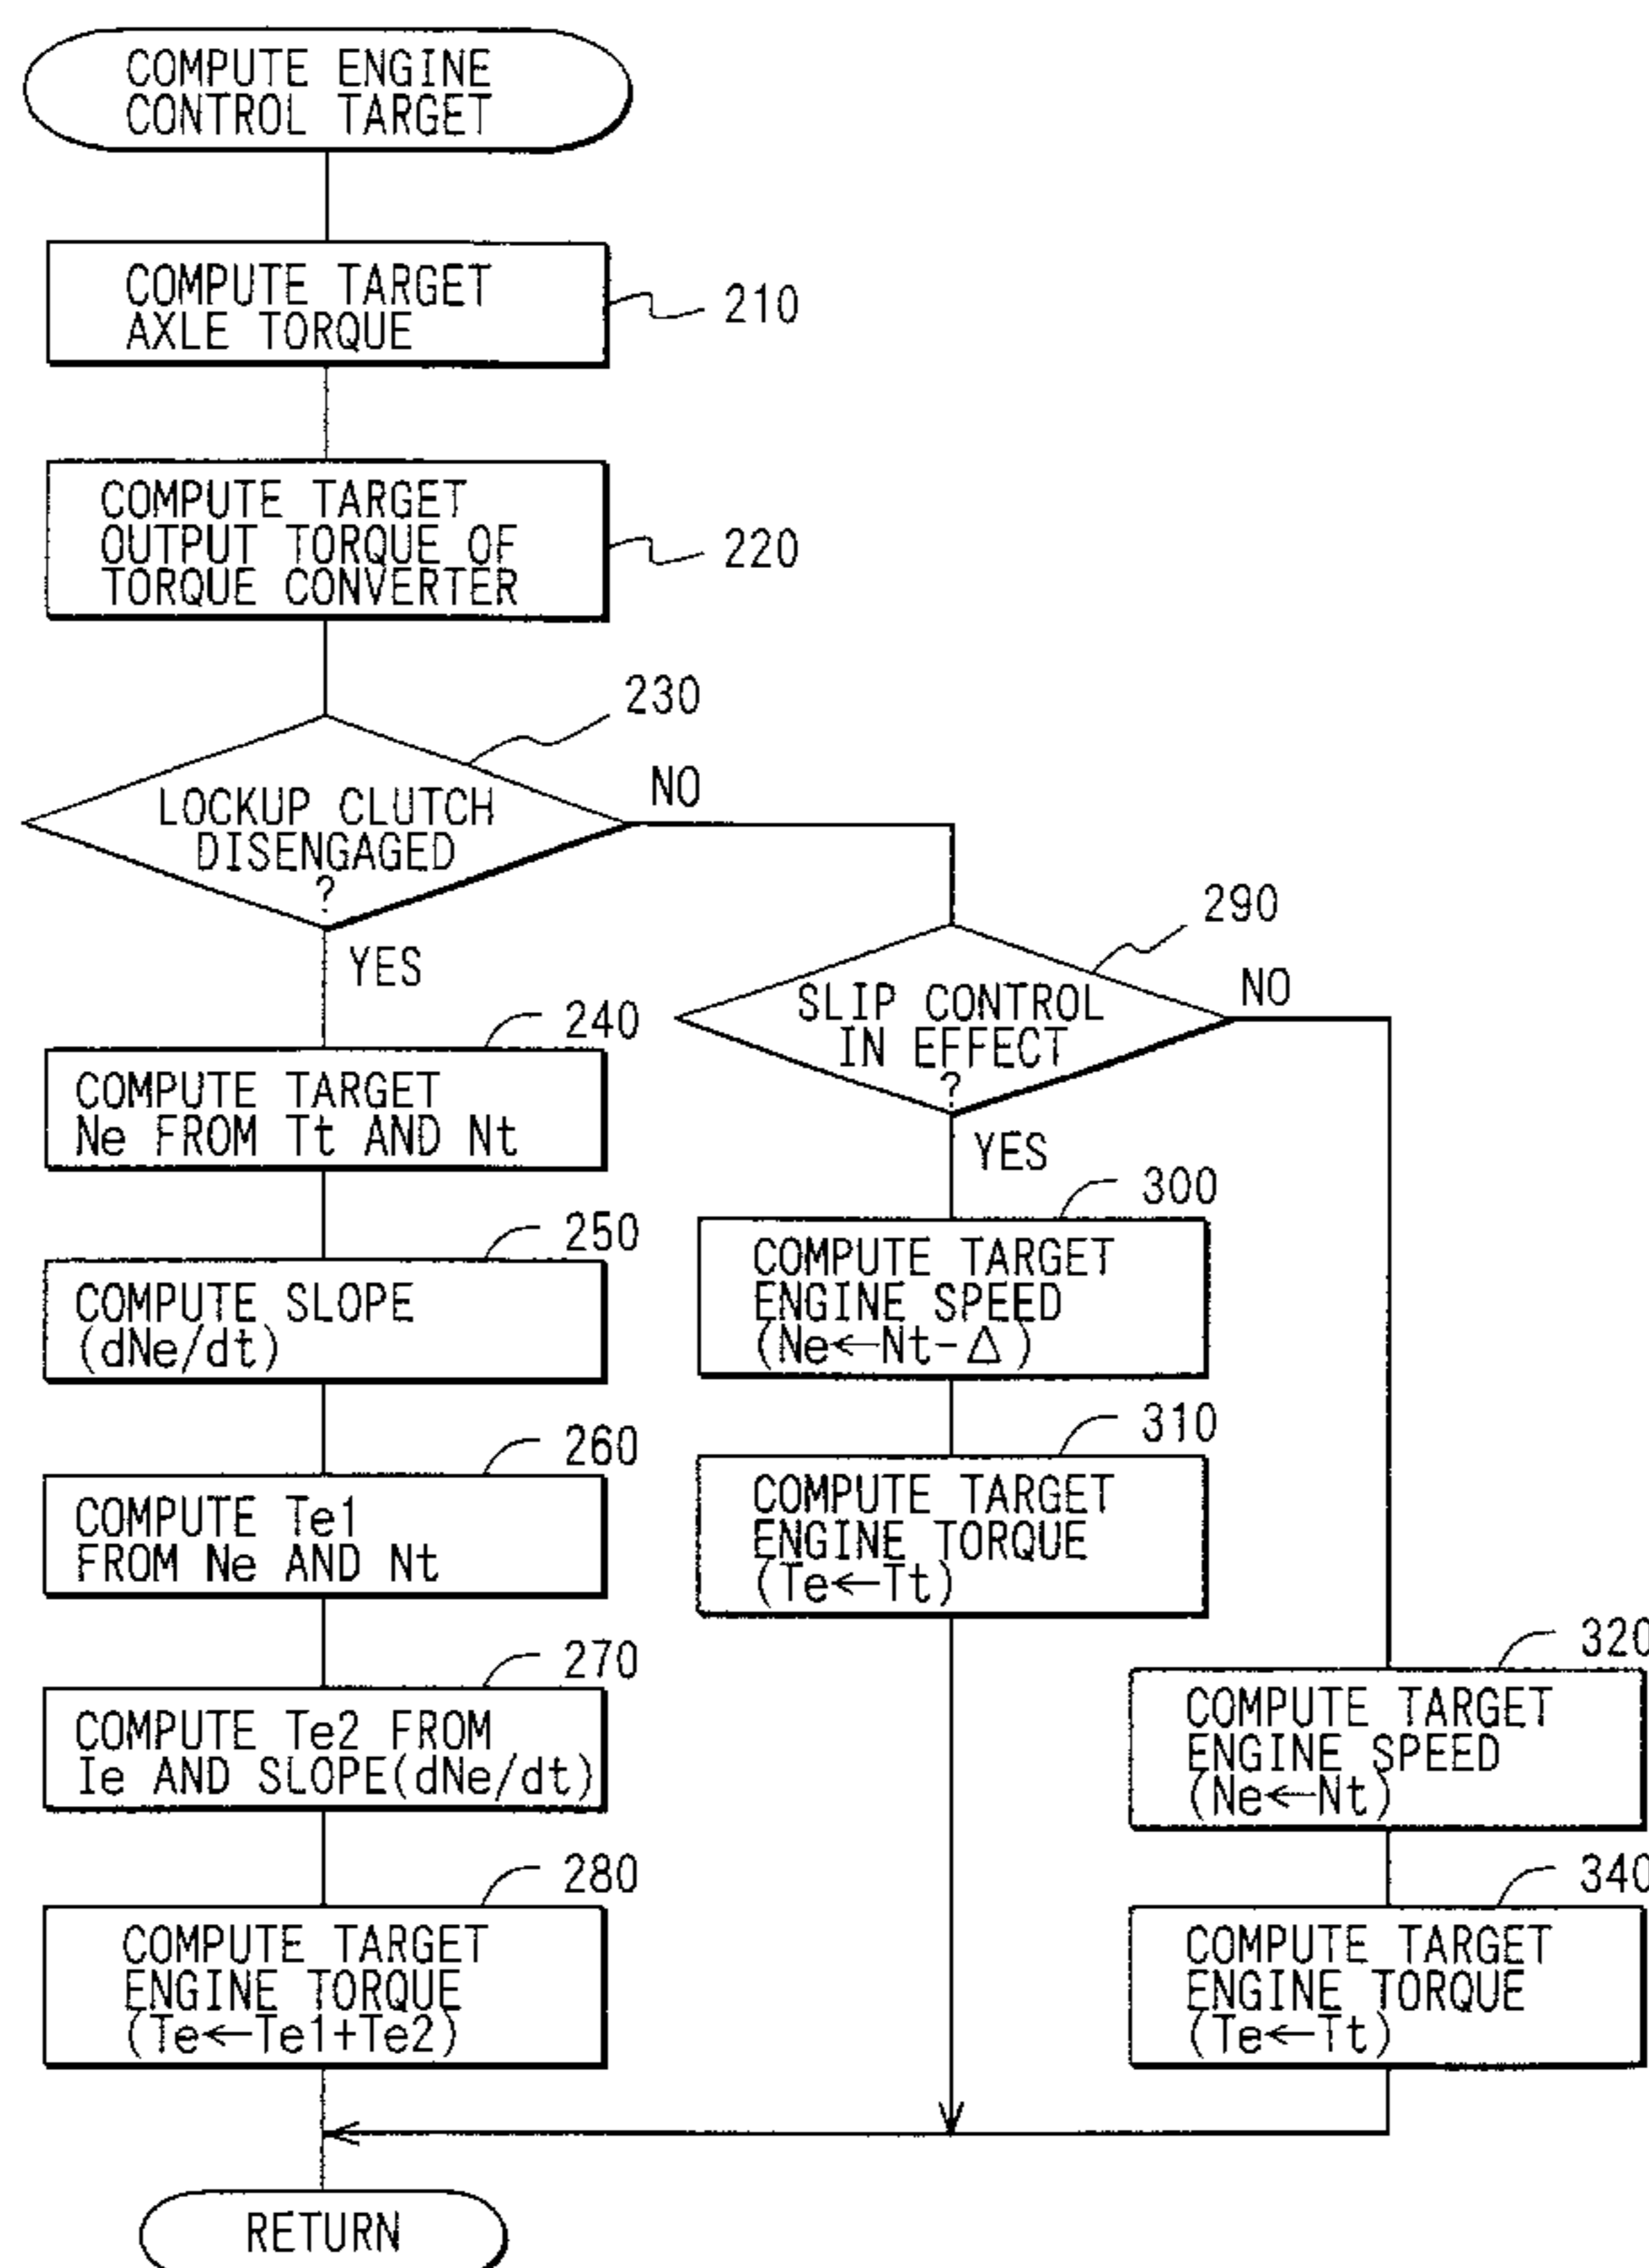 COMPUTE ENGINE
CONTROL TARGET
COMPUTE TARGET
AXLE TORQUE
210
COMPUTE TARGET
OUTPUT TORQUE OF
TORQUE CONVERTER
220
230
LOCKUP CLUTCH
DISENGAGED
?
NO
YES
290
SLIP CONTROL
IN EFFECT
?
NO
YES
240
COMPUTE TARGET
Ne FROM Tt AND Nt
250
COMPUTE SLOPE
(dNe/dt)
260
COMPUTE Te1
FROM Ne AND Nt
270
COMPUTE Te2 FROM
Ie AND SLOPE(dNe/dt)
280
COMPUTE TARGET
ENGINE TORQUE
(Te←Te1+Te2)
300
COMPUTE TARGET
ENGINE SPEED
(Ne←Nt-Δ)
310
COMPUTE TARGET
ENGINE TORQUE
(Te←Tt)
320
COMPUTE TARGET
ENGINE SPEED
(Ne←Nt)
340
COMPUTE TARGET
ENGINE TORQUE
(Te←Tt)
RETURN